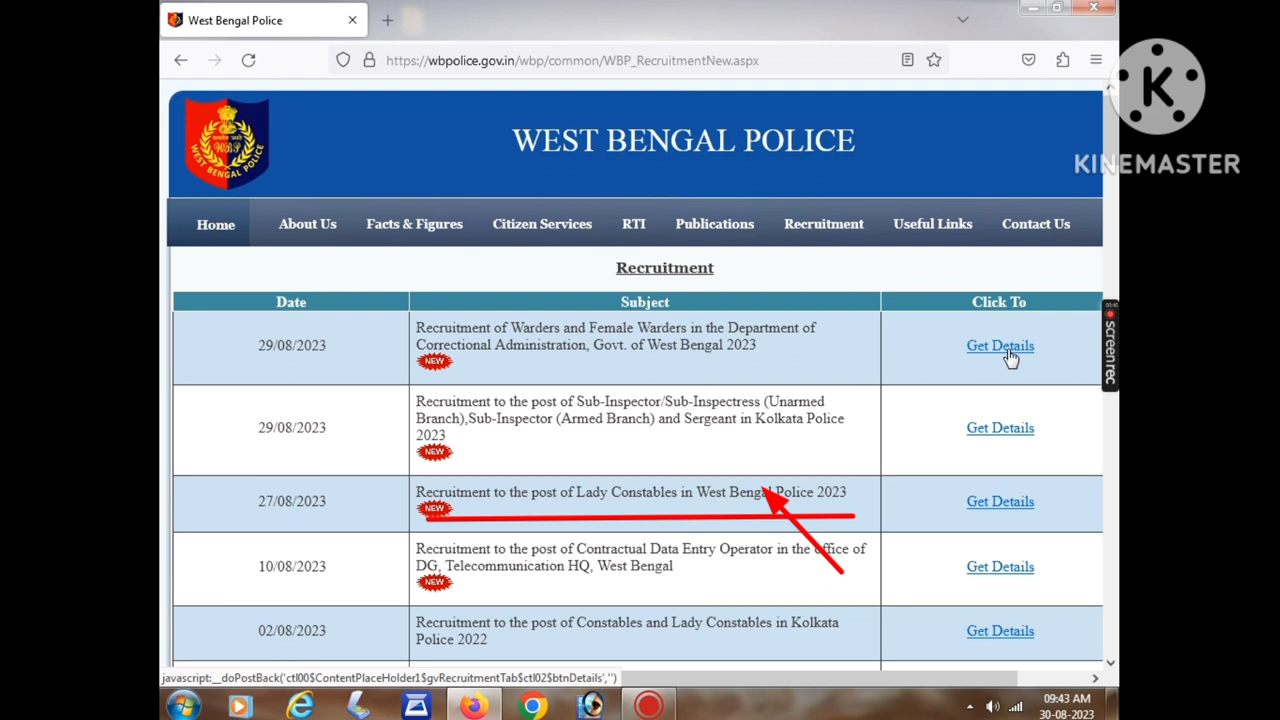 West Bengal Police
https://wbpolice.gov.in/wbp/common/WBP_RecruitmentNew.aspx
K
KINEMASTER
WBP
WEST BENGAL POLICE
WEST BENGAL POLICE
Home About Us Facts & Figures Citizen Services RTI Publications Recruitment Useful Links Contact Us
Recruitment
Date Subject Click To
29/08/2023
Recruitment of Warders and Female Warders in the Department of
Correctional Administration, Govt. of West Bengal 2023
NEW
Get Details
29/08/2023
Recruitment to the post of Sub-Inspector/Sub-Inspectress (Unarmed
Branch),Sub-Inspector (Armed Branch) and Sergeant in Kolkata Police
2023
NEW
Get Details
27/08/2023
Recruitment to the post of Lady Constables in West Bengal Police 2023
NEW
Get Details
10/08/2023
Recruitment to the post of Contractual Data Entry Operator in the office of
DG, Telecommunication HQ, West Bengal
NEW
Get Details
02/08/2023
Recruitment to the post of Constables and Lady Constables in Kolkata
Police 2022
Get Details
screenrec
javascript:__doPostBack('ctl00$ContentPlaceHolder1$gvRecruitmentTab$ctl02$btnDetails','')
09:43 AM
30-08-2023